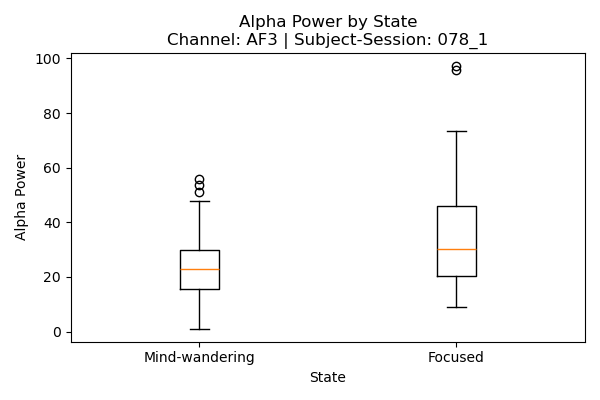 Alpha Power by State
Channel: AF3 | Subject-Session: 078_1
100
80
60
40
20
0
Alpha Power
Mind-wandering
Focused
State